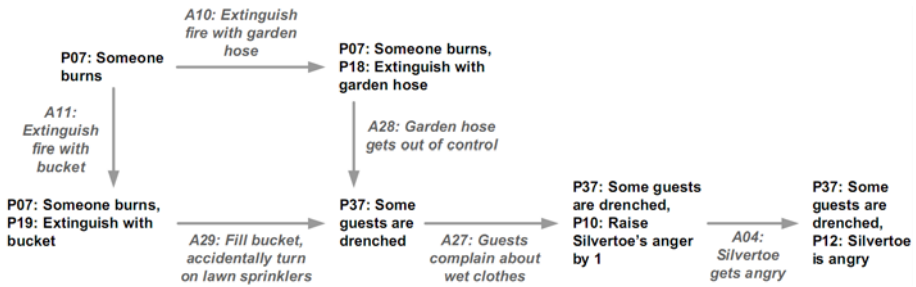 A10: Extinguish
fire with garden
hose
P07: Someone
burns
P07: Someone burns,
P18: Extinguish with
garden hose
A11:
Extinguish
fire with
bucket
A28: Garden hose
gets out of control
P07: Someone burns,
P19: Extinguish with
bucket
A29: Fill bucket,
accidentally turn
on lawn sprinklers
P37: Some
guests are
drenched
A27: Guests
complain about
wet clothes
P37: Some guests
are drenched,
P10: Raise
Silvertoe's anger
by 1
A04:
Silvertoe
gets angry
P37: Some
guests are
drenched,
P12: Silvertoe
is angry